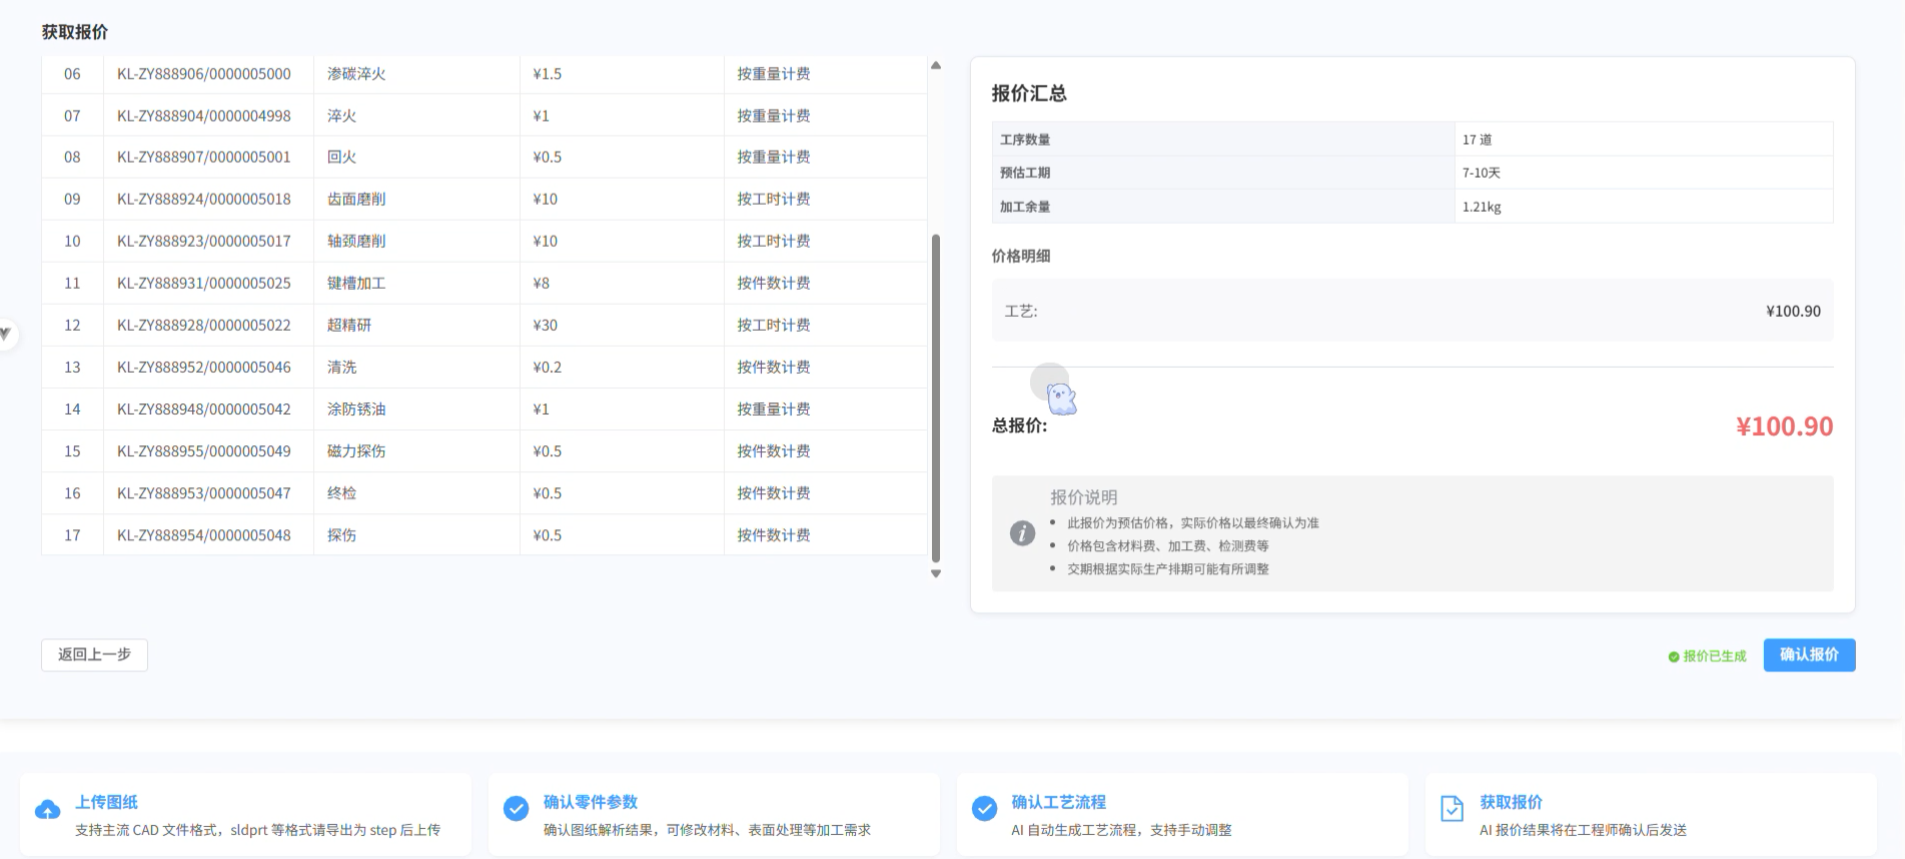 获取报价
06 KL-ZY888906/0000005000 渗碳淬火 ¥1.5 按重量计费
07 KL-ZY888904/0000004998 淬火 ¥1 按重量计费
08 KL-ZY888907/0000005001 回火 ¥0.5 按重量计费
09 KL-ZY888924/0000005018 齿面磨削 ¥10 按工时计费
10 KL-ZY888923/0000005017 轴颈磨削 ¥10 按工时计费
11 KL-ZY888931/0000005025 键槽加工 ¥8 按件数计费
12 KL-ZY888928/0000005022 超精研 ¥30 按工时计费
13 KL-ZY888952/0000005046 清洗 ¥0.2 按件数计费
14 KL-ZY888948/0000005042 涂防锈油 ¥1 按重量计费
15 KL-ZY888955/0000005049 磁力探伤 ¥0.5 按件数计费
16 KL-ZY888953/0000005047 终检 ¥0.5 按件数计费
17 KL-ZY888954/0000005048 探伤 ¥0.5 按件数计费
报价汇总
工序数量 17 道
预估工期 7-10天
加工余量 1.21kg
价格明细
工艺: ¥100.90
总报价: ¥100.90
报价说明
• 此报价为预估价格，实际价格以最终确认为准
• 价格包含材料费、加工费、检测费等
• 交期根据实际生产排期可能有所调整
返回上一步
报价已生成
确认报价
上传图纸
支持主流 CAD 文件格式，sldprt 等格式请导出为 step 后上传
确认零件参数
确认图纸解析结果，可修改材料、表面处理等加工需求
确认工艺流程
AI 自动生成工艺流程，支持手动调整
获取报价
AI 报价结果将在工程师确认后发送